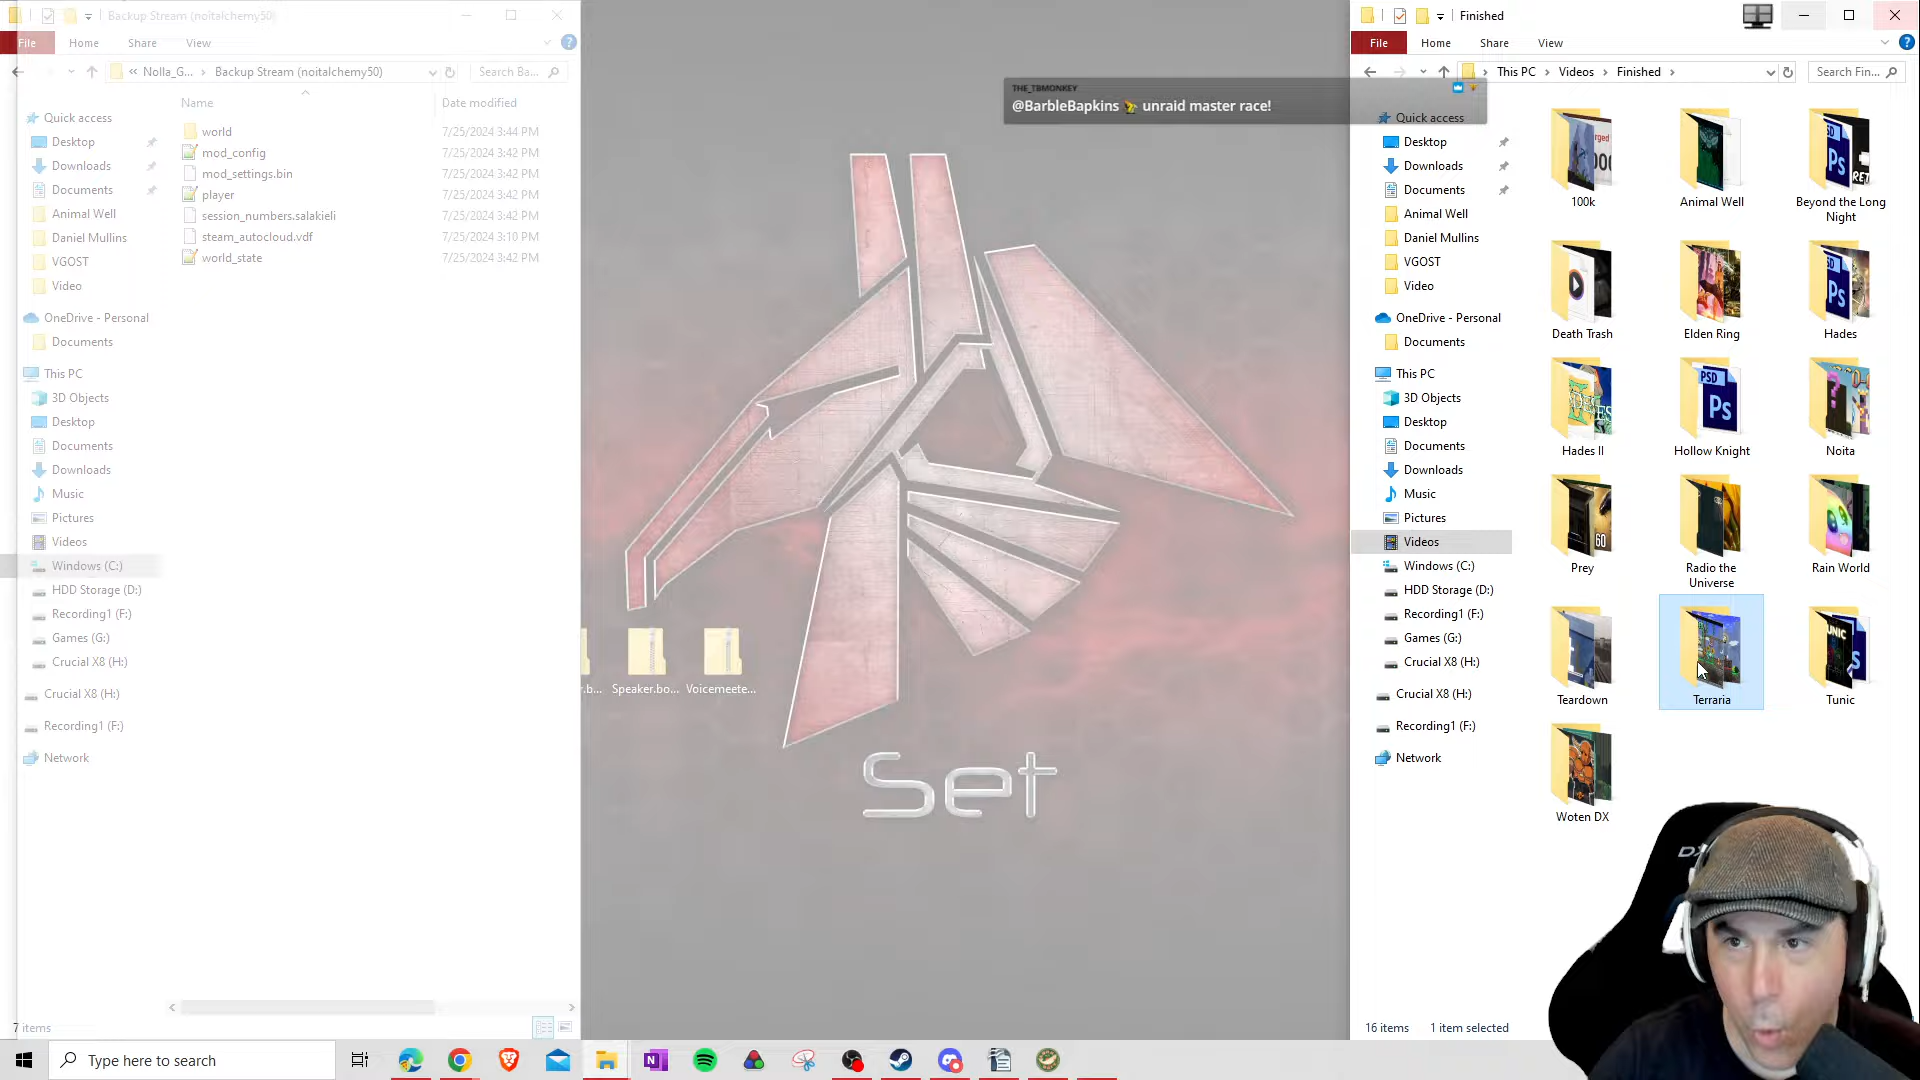 Backup Stream (noitalchemy50)
File
Home
Share
View
Nolla_G...
Backup Stream (noitalchemy50)
Search Ba...
Name
Date modified
world
7/25/2024 3:44 PM
mod_config
7/25/2024 3:42 PM
mod_settings.bin
7/25/2024 3:42 PM
player
7/25/2024 3:42 PM
session_numbers.salakieli
7/25/2024 3:42 PM
steam_autocloud.vdf
7/25/2024 3:10 PM
world_state
7/25/2024 3:42 PM
Quick access
Desktop
Downloads
Documents
Animal Well
Daniel Mullins
VGOST
Video
OneDrive - Personal
Documents
This PC
3D Objects
Desktop
Documents
Downloads
Music
Pictures
Videos
Windows (C:)
HDD Storage (D:)
Recording1 (F:)
Games (G:)
Crucial X8 (H:)
Crucial X8 (H:)
Recording1 (F:)
Network
7 items
THE_TBMONKEY
@BarbleBapkins unraid master race!
Speaker.bo...
Voicemeete...
Set
Finished
File
Home
Share
View
This PC
Videos
Finished
Search Fin...
Quick access
Desktop
Downloads
Documents
Animal Well
Daniel Mullins
VGOST
Video
OneDrive - Personal
Documents
This PC
3D Objects
Desktop
Documents
Downloads
Music
Pictures
Videos
Windows (C:)
HDD Storage (D:)
Recording1 (F:)
Games (G:)
Crucial X8 (H:)
Crucial X8 (H:)
Recording1 (F:)
Network
100k
Animal Well
Beyond the Long
Night
Death Trash
Elden Ring
Hades
Hades II
Hollow Knight
Noita
Prey
Radio the
Universe
Rain World
Teardown
Terraria
Tunic
Woten DX
16 items
1 item selected
Type here to search